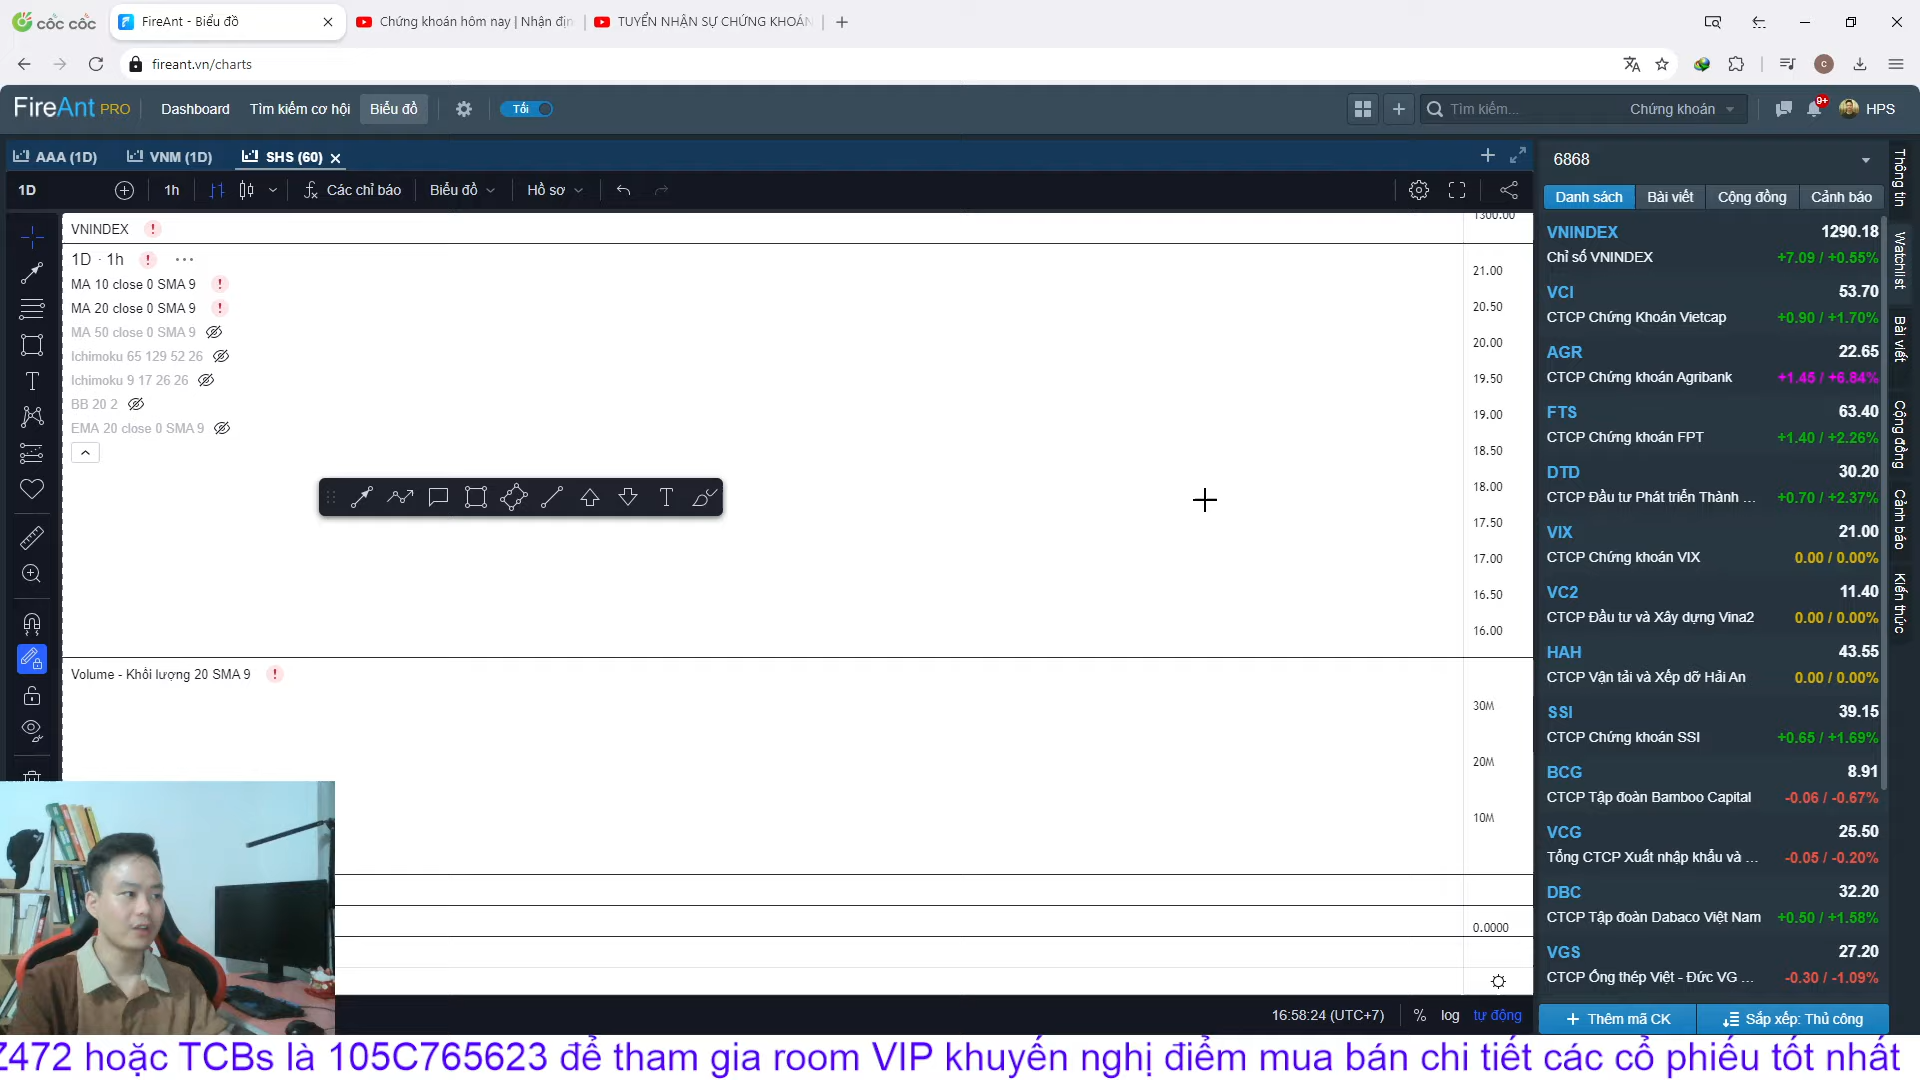 cốc cốc
FireAnt - Biểu đồ
Chứng khoán hôm nay | Nhận địn
TUYỂN NHẬN SỰ CHỨNG KHOÁN
fireant.vn/charts
FireAnt PRO
Dashboard
Tìm kiếm cơ hội
Biểu đồ
Tối
Tìm kiếm...
Chứng khoán
9+
HPS
AAA (1D)
VNM (1D)
SHS (60)
1D
1h
Các chỉ báo
Biểu đồ
Hồ sơ
VNINDEX
1D · 1h
MA 10 close 0 SMA 9
MA 20 close 0 SMA 9
MA 50 close 0 SMA 9
Ichimoku 65 129 52 26
Ichimoku 9 17 26 26
BB 20 2
EMA 20 close 0 SMA 9
1300.00
21.00
20.50
20.00
19.50
19.00
18.50
18.00
17.50
17.00
16.50
16.00
Volume - Khối lượng 20 SMA 9
30M
20M
10M
0.0000
16:58:24 (UTC+7)
%
log
tự động
6868
Danh sách
Bài viết
Cộng đồng
Cảnh báo
VNINDEX 1290.18
Chỉ số VNINDEX +7.09 / +0.55%
VCI 53.70
CTCP Chứng Khoán Vietcap +0.90 / +1.70%
AGR 22.65
CTCP Chứng khoán Agribank +1.45 / +6.84%
FTS 63.40
CTCP Chứng khoán FPT +1.40 / +2.26%
DTD 30.20
CTCP Đầu tư Phát triển Thành ... +0.70 / +2.37%
VIX 21.00
CTCP Chứng khoán VIX 0.00 / 0.00%
VC2 11.40
CTCP Đầu tư và Xây dựng Vina2 0.00 / 0.00%
HAH 43.55
CTCP Vận tải và Xếp dỡ Hải An 0.00 / 0.00%
SSI 39.15
CTCP Chứng khoán SSI +0.65 / +1.69%
BCG 8.91
CTCP Tập đoàn Bamboo Capital -0.06 / -0.67%
VCG 25.50
Tổng CTCP Xuất nhập khẩu và ... -0.05 / -0.20%
DBC 32.20
CTCP Tập đoàn Dabaco Việt Nam +0.50 / +1.58%
VGS 27.20
CTCP Ống thép Việt - Đức VG ... -0.30 / -1.09%
Thêm mã CK
Sắp xếp: Thủ công
Thông tin
Watchlist
Bài viết
Cộng đồng
Cảnh báo
Kiến thức
Z472 hoặc TCBs là 105C765623 để tham gia room VIP khuyến nghị điểm mua bán chi tiết các cổ phiếu tốt nhất